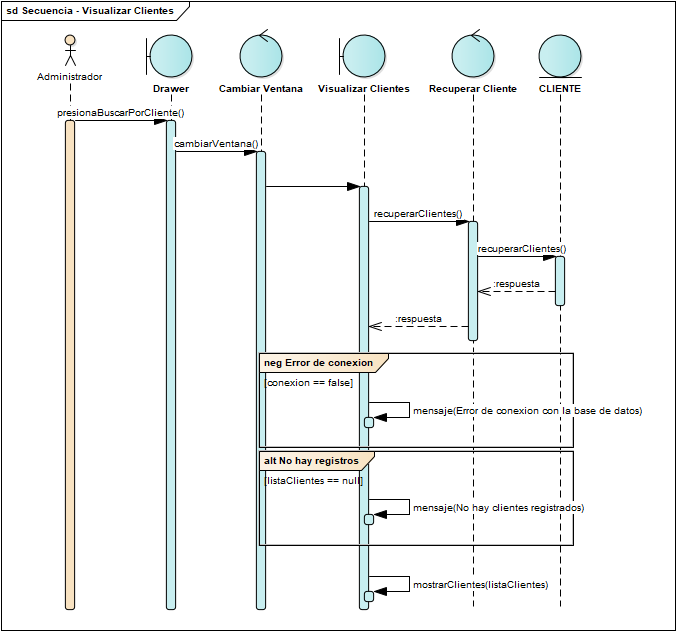 sd Secuencia - Visualizar Clientes
Administrador
Drawer
Cambiar Ventana
Visualizar Clientes
Recuperar Cliente
CLIENTE
presionaBuscarPorCliente()
cambiarVentana()
recuperarClientes()
recuperarClientes()
:respuesta
:respuesta
neg Error de conexion
[conexion == false]
mensaje(Error de conexion con la base de datos)
alt No hay registros
[listaClientes == null]
mensaje(No hay clientes registrados)
mostrarClientes(listaClientes)